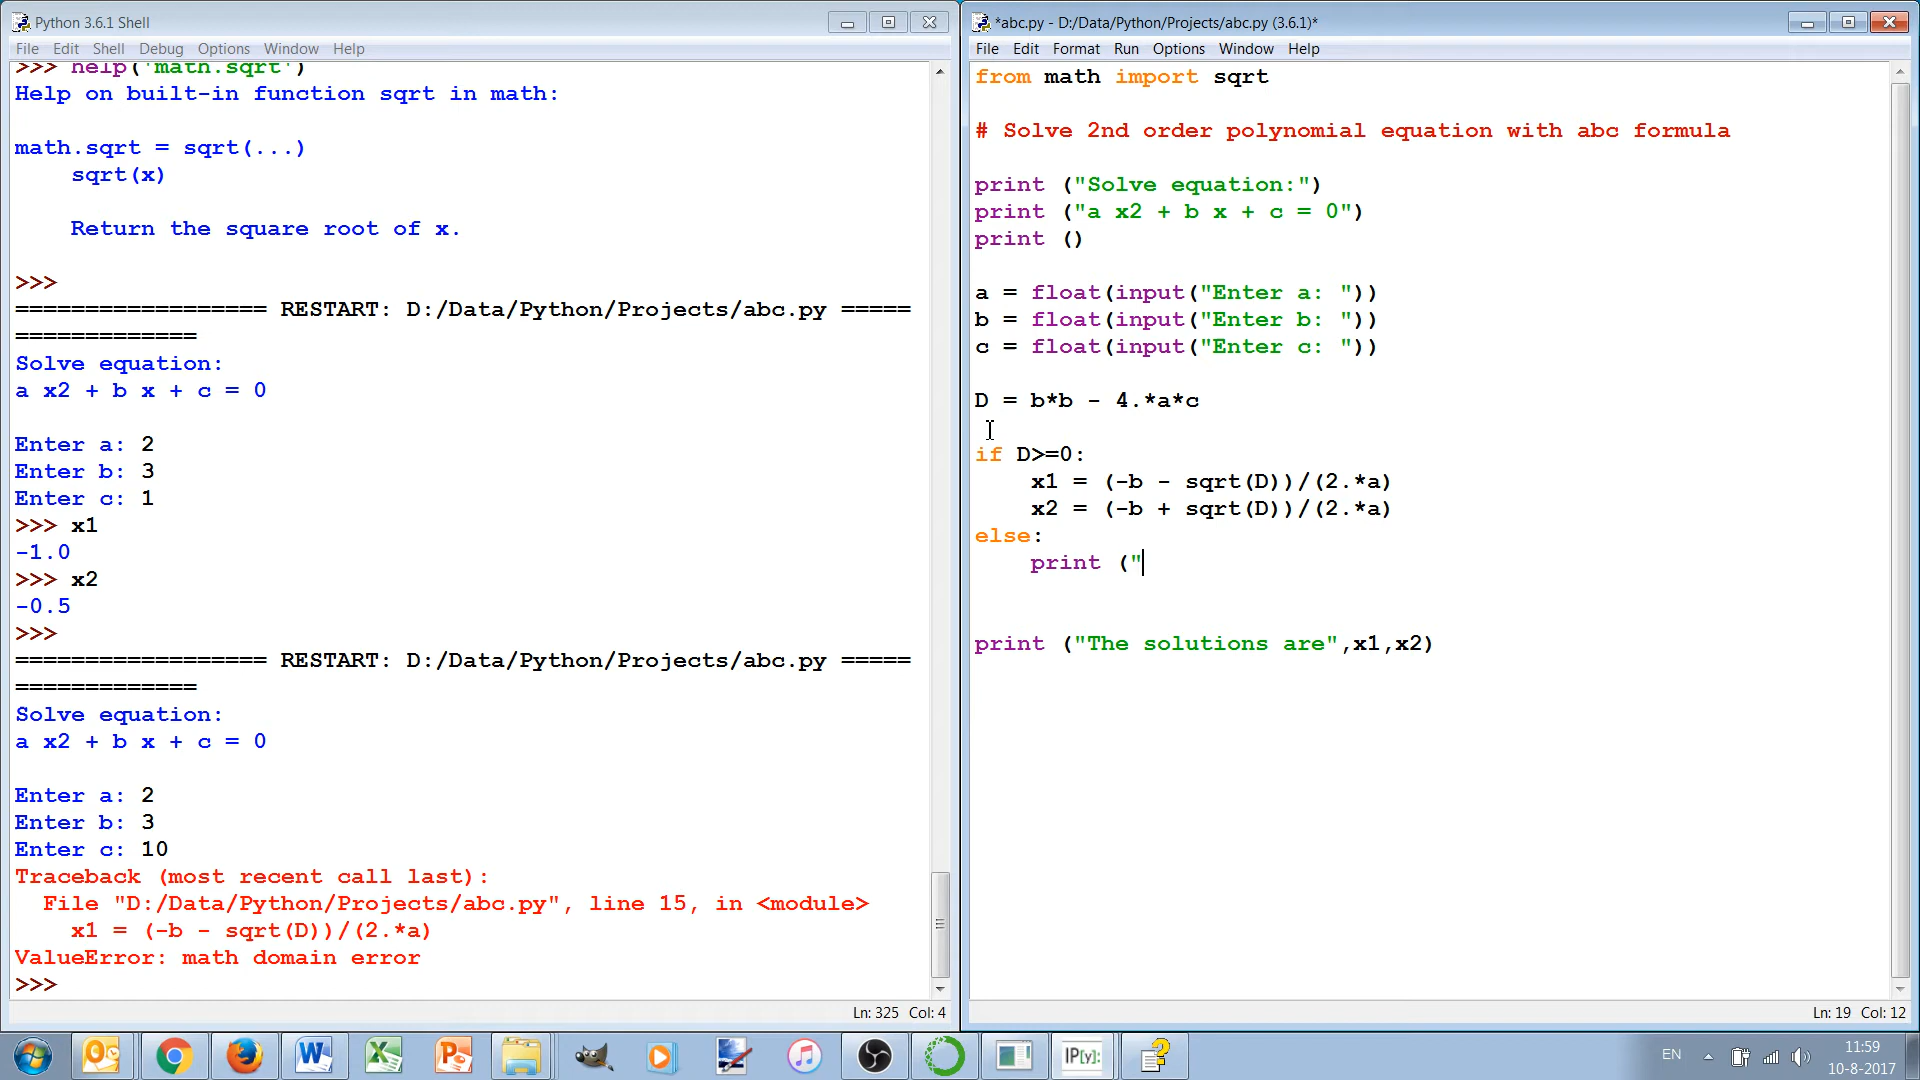 Python 3.6.1 Shell
File Edit Shell Debug Options Window Help
>>> help('math.sqrt')
Help on built-in function sqrt in math:
math.sqrt = sqrt(...)
    sqrt(x)
    Return the square root of x.
>>>
================== RESTART: D:/Data/Python/Projects/abc.py =====
=============
Solve equation:
a x2 + b x + c = 0
Enter a: 2
Enter b: 3
Enter c: 1
>>> x1
-1.0
>>> x2
-0.5
>>>
================== RESTART: D:/Data/Python/Projects/abc.py =====
=============
Solve equation:
a x2 + b x + c = 0
Enter a: 2
Enter b: 3
Enter c: 10
Traceback (most recent call last):
  File "D:/Data/Python/Projects/abc.py", line 15, in <module>
    x1 = (-b - sqrt(D))/(2.*a)
ValueError: math domain error
>>>
Ln: 325 Col: 4
*abc.py - D:/Data/Python/Projects/abc.py (3.6.1)*
File Edit Format Run Options Window Help
from math import sqrt
# Solve 2nd order polynomial equation with abc formula
print ("Solve equation:")
print ("a x2 + b x + c = 0")
print ()
a = float(input("Enter a: "))
b = float(input("Enter b: "))
c = float(input("Enter c: "))
D = b*b - 4.*a*c
if D>=0:
    x1 = (-b - sqrt(D))/(2.*a)
    x2 = (-b + sqrt(D))/(2.*a)
else:
    print ("
print ("The solutions are",x1,x2)
Ln: 19 Col: 12
IP[y]:
EN
11:59
10-8-2017